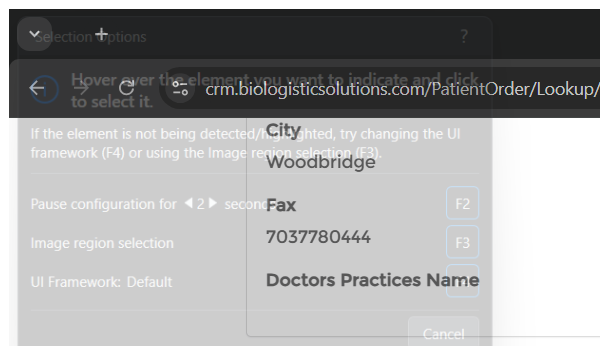 Selection Options ?
Hover over the element you want to indicate and click
to select it.
crm.biologisticsolutions.com/PatientOrder/Lookup/
If the element is not being detected/highlighted, try changing the UI
framework (F4) or using the Image region selection (F3).
City
Woodbridge
Pause configuration for 2 seconds F2
Fax
7037780444
Image region selection F3
UI Framework: Default
Doctors Practices Name
Cancel